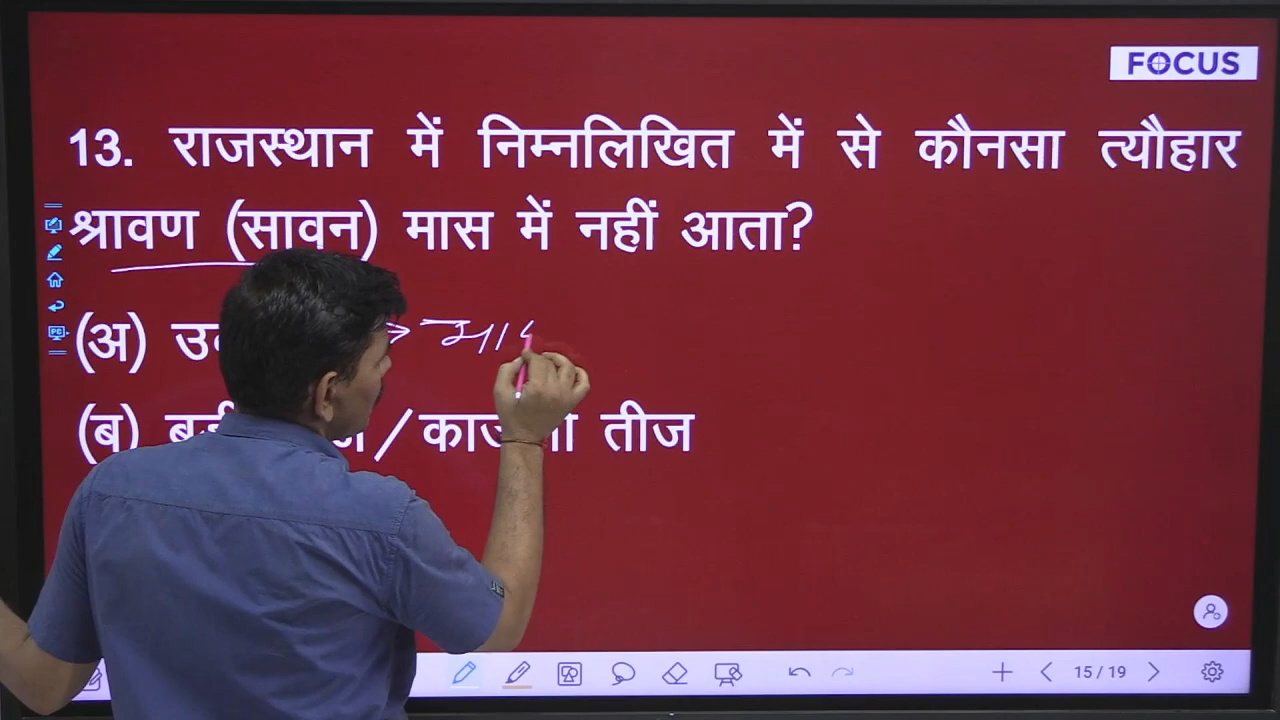 FOCUS
13. राजस्थान में निम्नलिखित में से कौनसा त्यौहार
श्रावण (सावन) मास में नहीं आता?
(अ)
(ब) / तीज
15/19